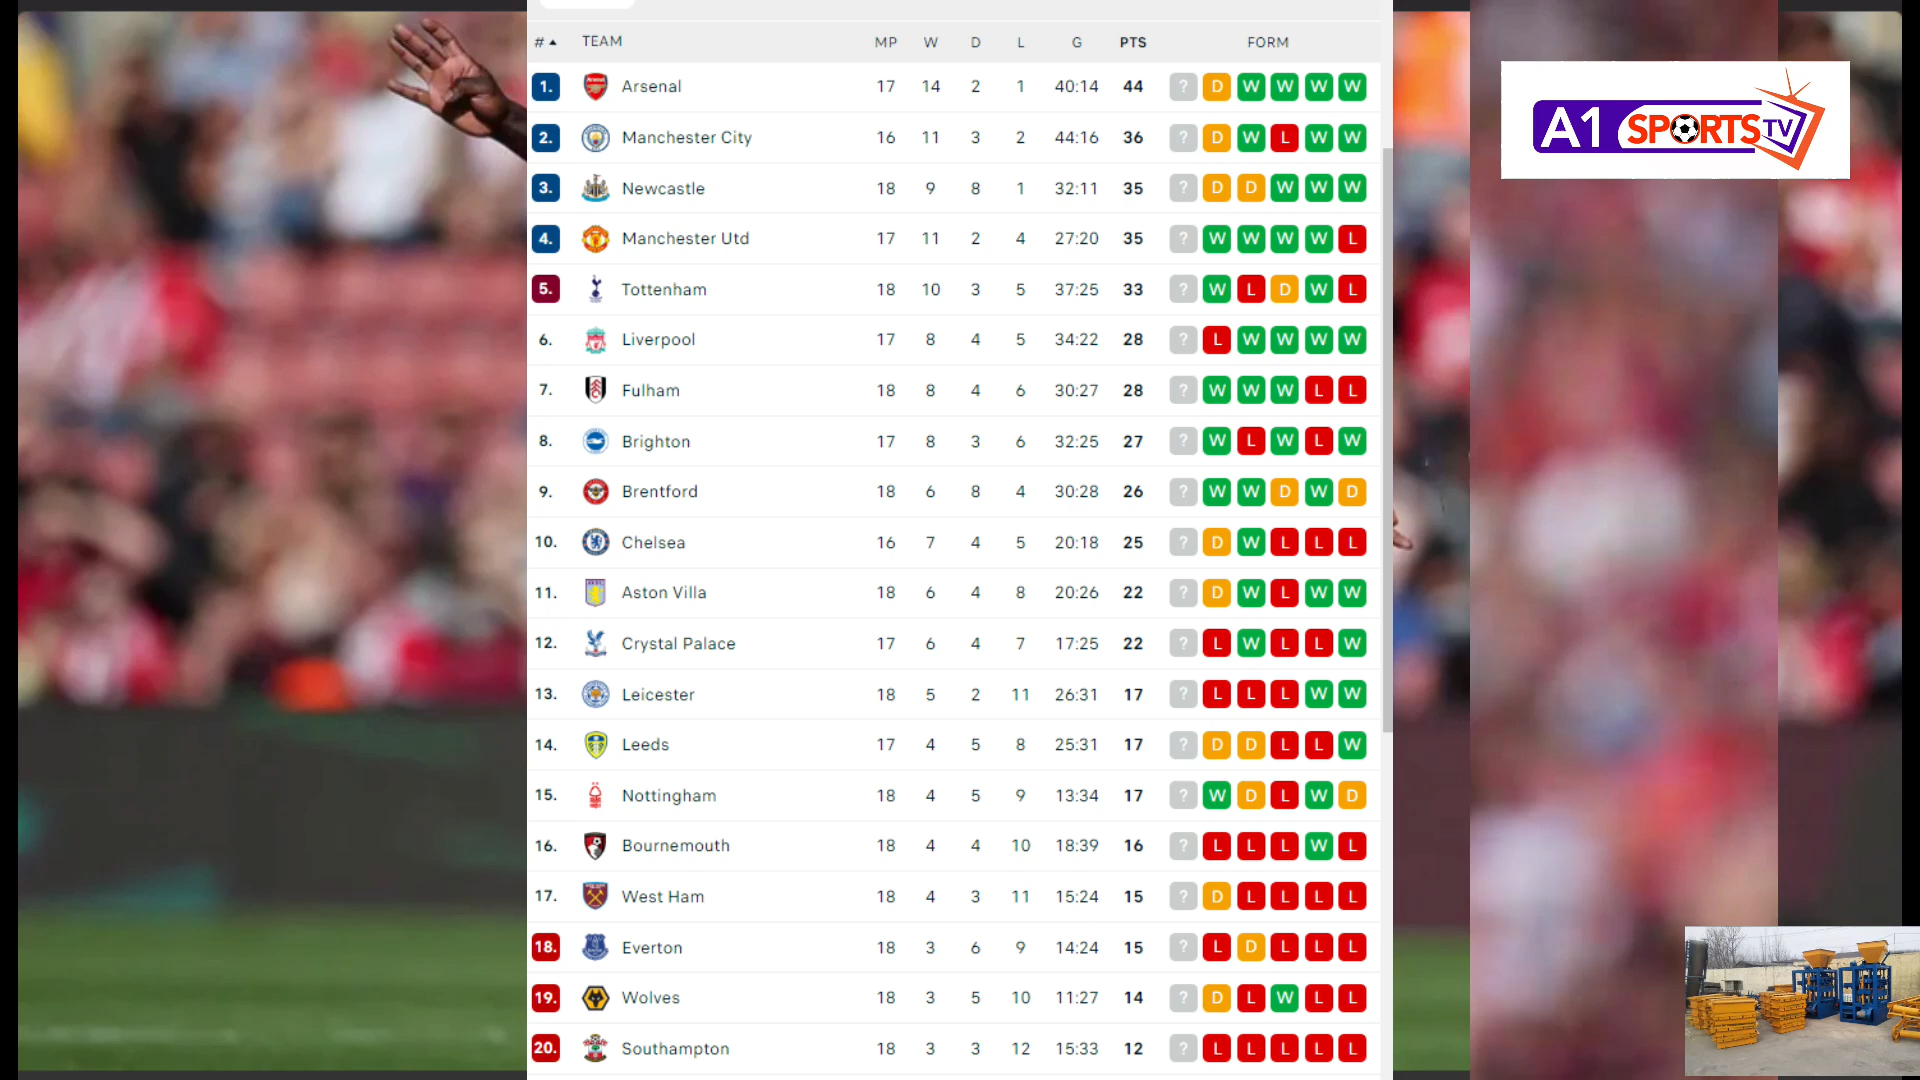 # TEAM MP W D L G PTS FORM
A1 SPORTS TV
1. Arsenal 17 14 2 1 40:14 44 ? D W W W W
2. Manchester City 16 11 3 2 44:16 36 ? D W L W W
3. Newcastle 18 9 8 1 32:11 35 ? D D W W W
4. Manchester Utd 17 11 2 4 27:20 35 ? W W W W L
5. Tottenham 18 10 3 5 37:25 33 ? W L D W L
6. Liverpool 17 8 4 5 34:22 28 ? L W W W W
7. Fulham 18 8 4 6 30:27 28 ? W W W L L
8. Brighton 17 8 3 6 32:25 27 ? W L W L W
9. Brentford 18 6 8 4 30:28 26 ? W W D W D
10. Chelsea 16 7 4 5 20:18 25 ? D W L L L
11. Aston Villa 18 6 4 8 20:26 22 ? D W L W W
12. Crystal Palace 17 6 4 7 17:25 22 ? L W L L W
13. Leicester 18 5 2 11 26:31 17 ? L L L W W
14. Leeds 17 4 5 8 25:31 17 ? D D L L W
15. Nottingham 18 4 5 9 13:34 17 ? W D L W D
16. Bournemouth 18 4 4 10 18:39 16 ? L L L W L
17. West Ham 18 4 3 11 15:24 15 ? D L L L L
18. Everton 18 3 6 9 14:24 15 ? L D L L L
19. Wolves 18 3 5 10 11:27 14 ? D L W L L
20. Southampton 18 3 3 12 15:33 12 ? L L L L L